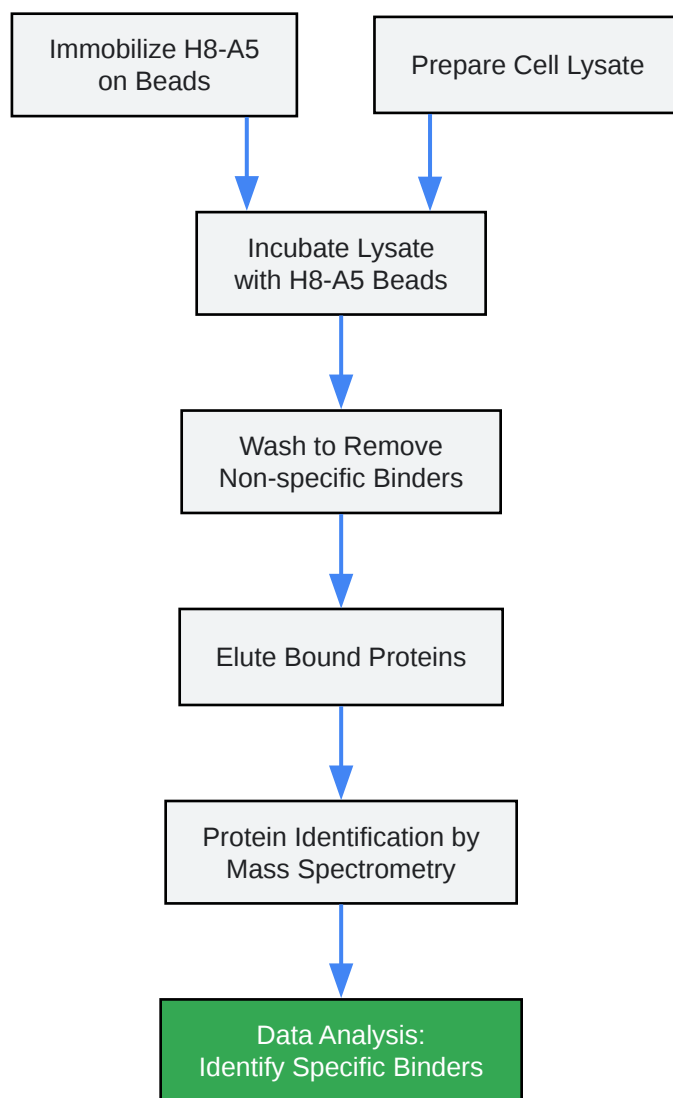 Immobilize H8-A5
on Beads
Prepare Cell Lysate
Incubate Lysate
with H8-A5 Beads
Wash to Remove
Non-specific Binders
Elute Bound Proteins
Protein Identification by
Mass Spectrometry
Data Analysis:
Identify Specific Binders